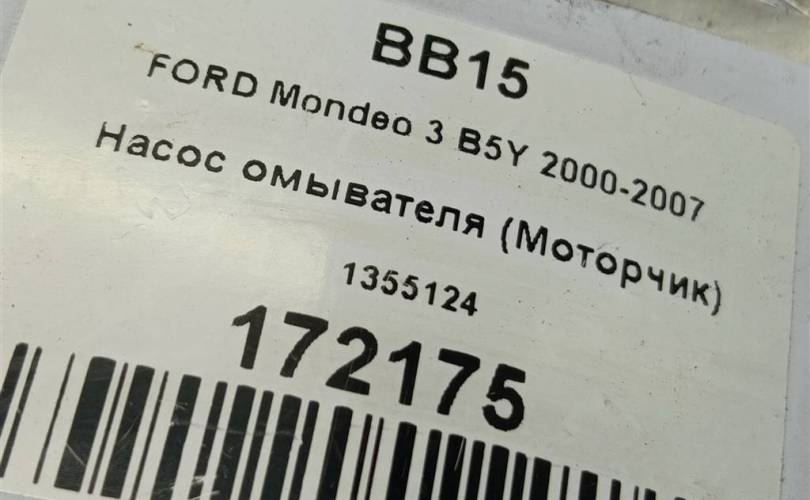 BB15
FORD Mondeo 3 B5Y 2000-2007
Насос омывателя (Моторчик)
1355124
172175